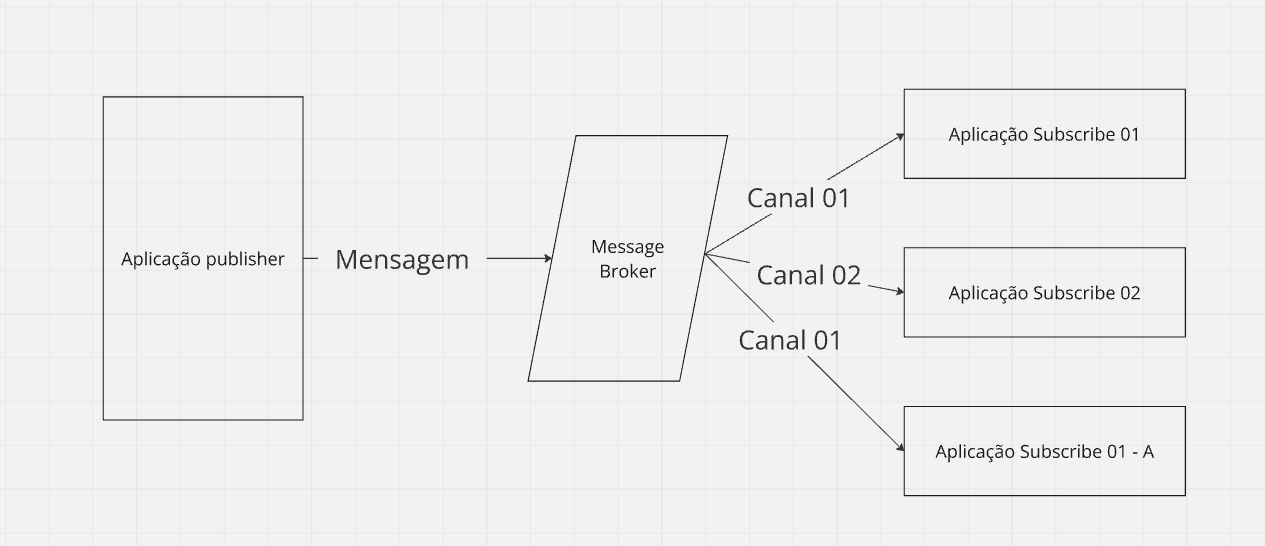 Aplicação publisher
Mensagem
Message
Broker
Canal 01
Canal 02
Canal 01
Aplicação Subscribe 01
Aplicação Subscribe 02
Aplicação Subscribe 01 - A